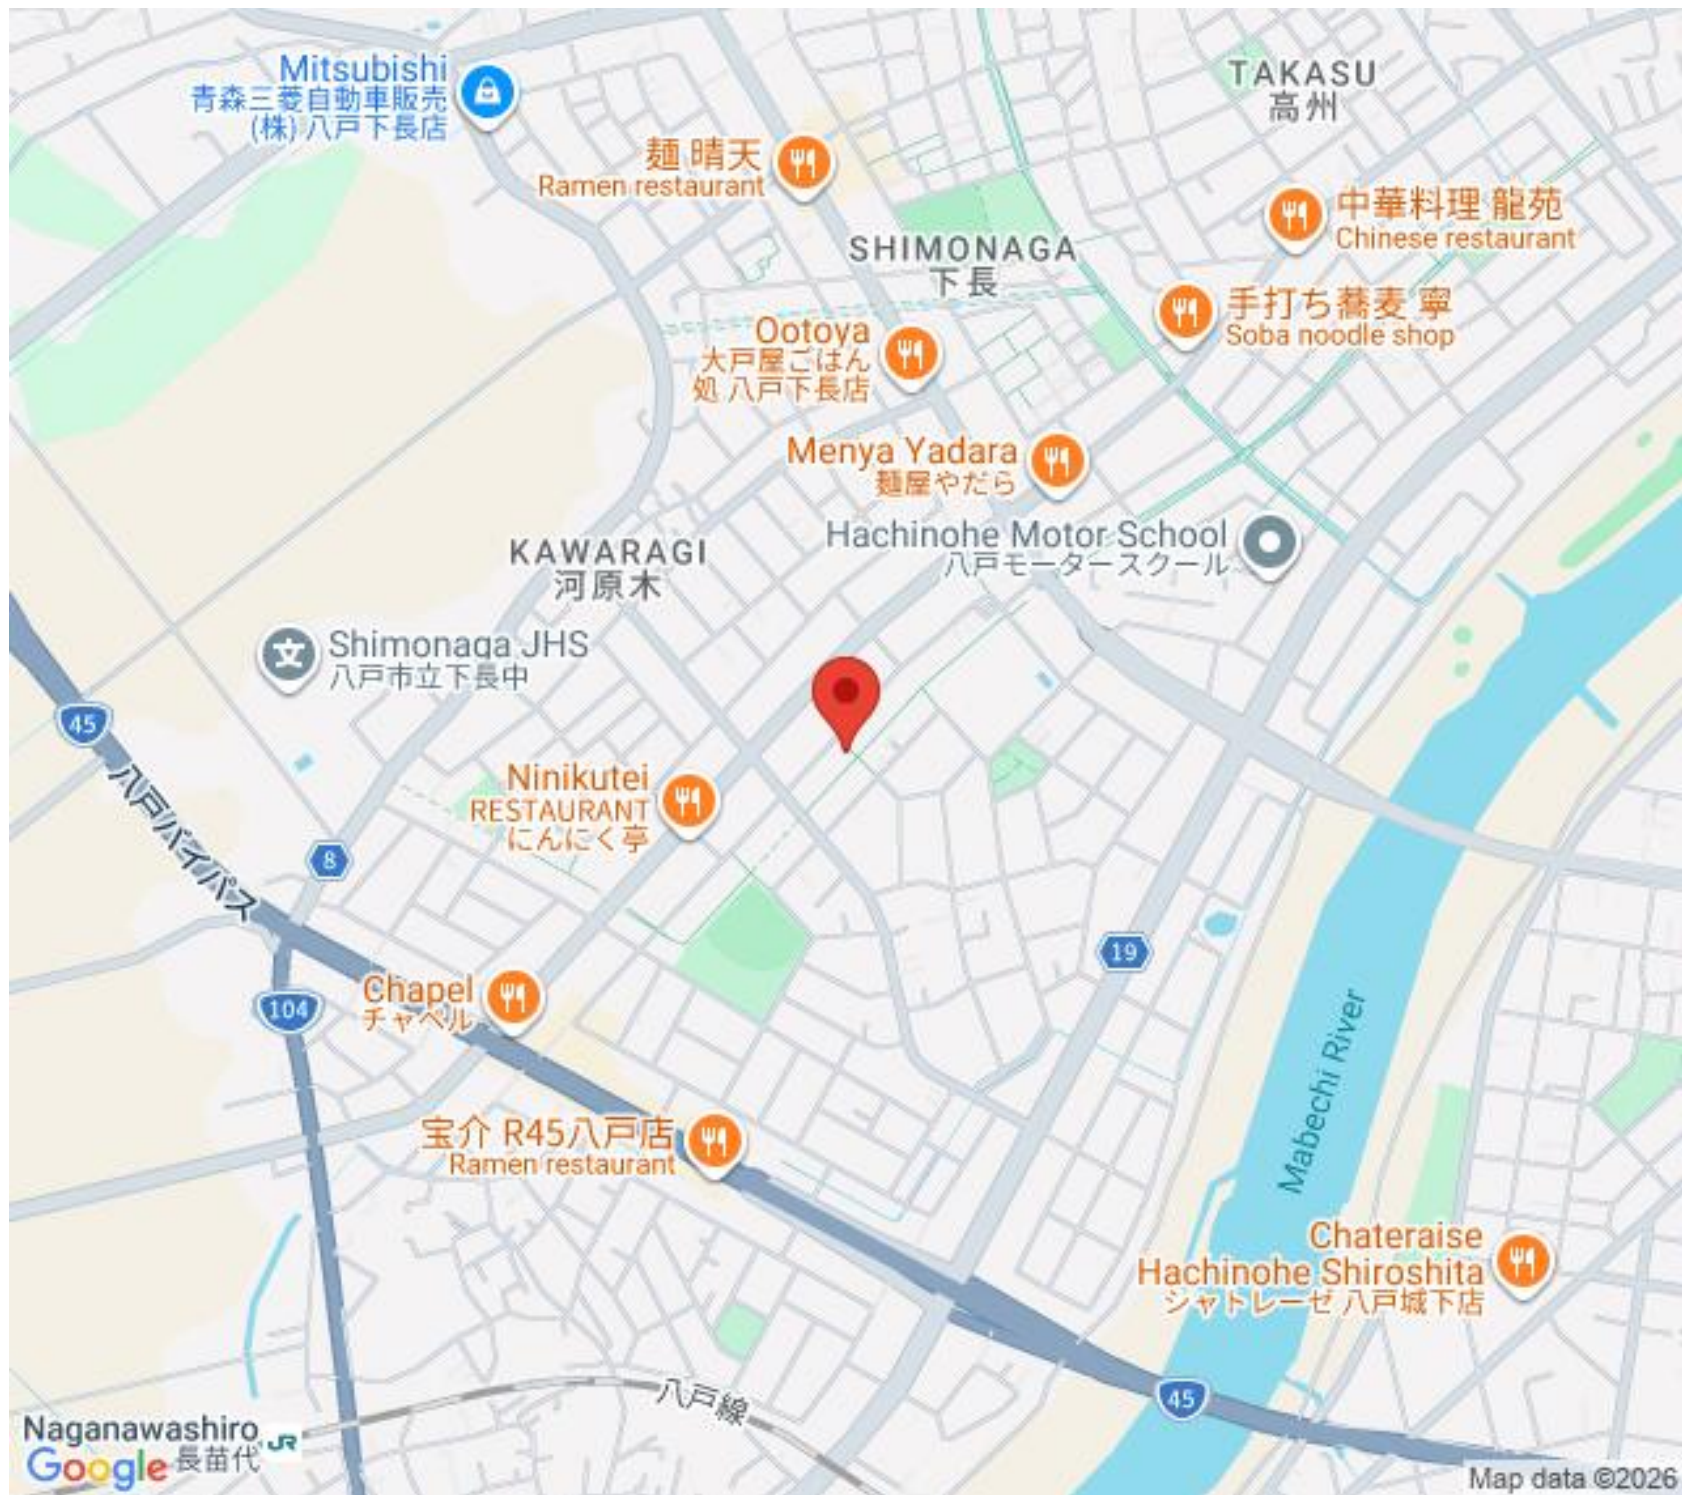 Mitsubishi
青森三菱自動車販売
(株) 八戸下長店
TAKASU
高州
麺 晴天
Ramen restaurant
中華料理 龍苑
Chinese restaurant
SHIMONAGA
下長
手打ち蕎麦 寧
Soba noodle shop
Ootoya
大戸屋ごはん
処 八戸下長店
Menya Yadara
麺屋やだら
Hachinohe Motor School
八戸モータースクール
KAWARAGI
河原木
Shimonaga JHS
八戸市立下長中
文
45
八戸バイパス
Ninikutei
RESTAURANT
にんにく亭
8
19
104
Chapel
チャペル
Mabechi River
宝介 R45八戸店
Ramen restaurant
Chateraise
Hachinohe Shiroshita
シャトレーゼ 八戸城下店
45
八戸線
Naganawashiro
長苗代
JR
Google
Map data ©2026